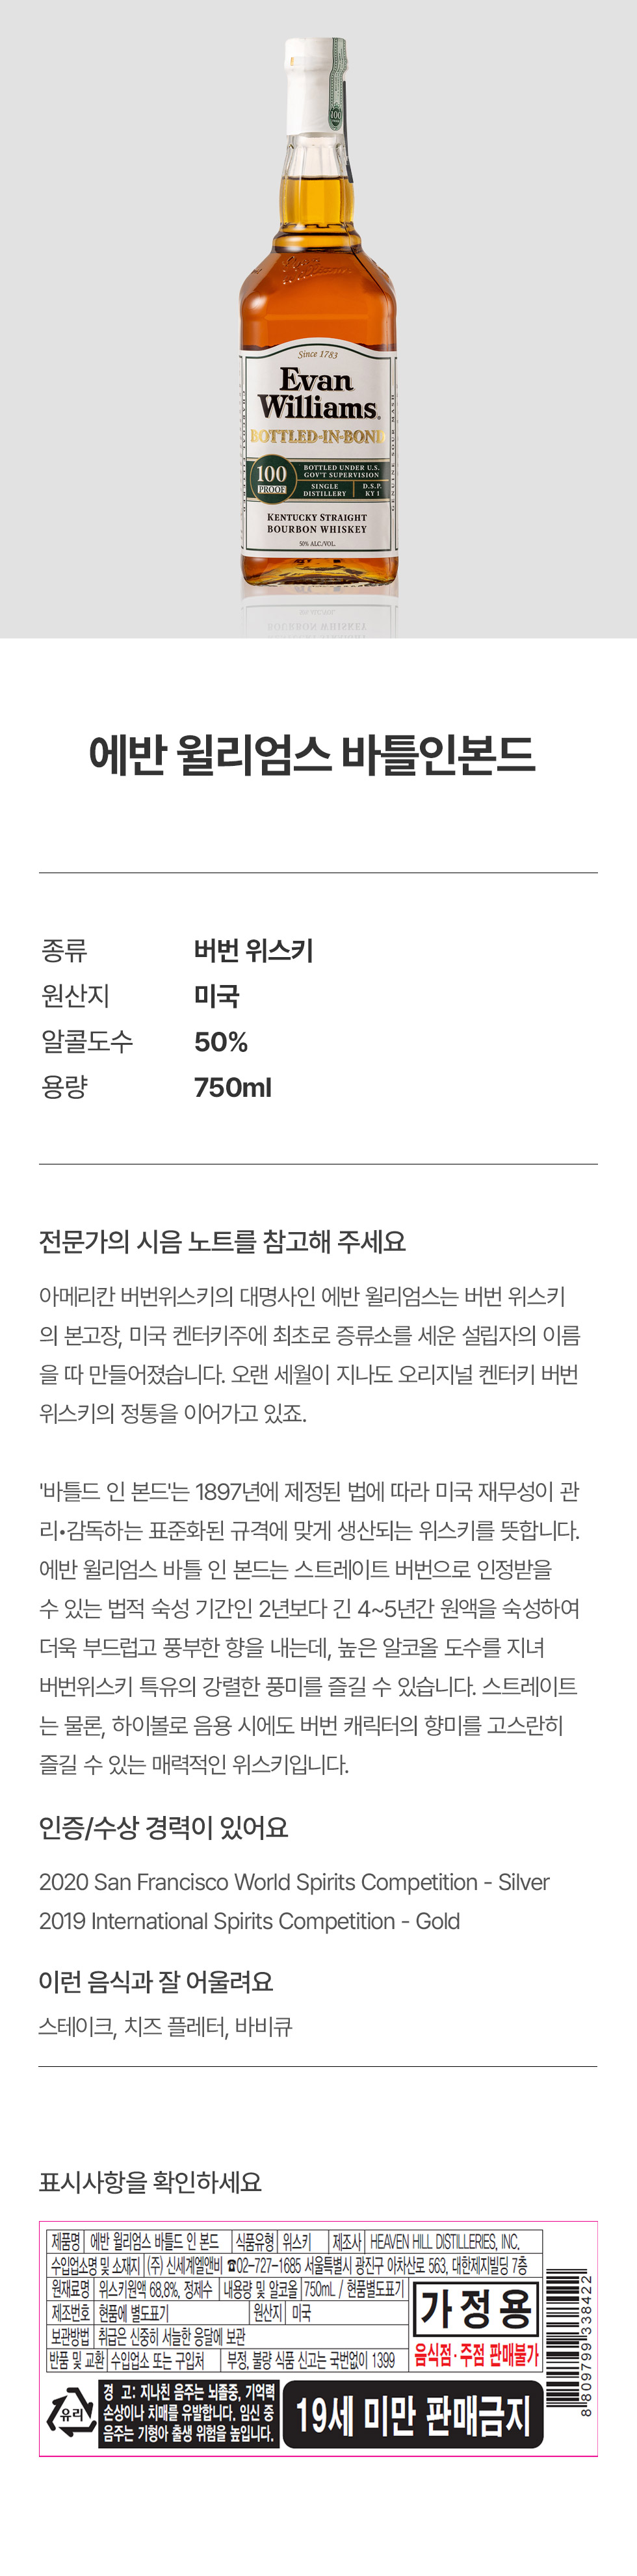 100
Since 1783
Evan
Williams.
BOTTLED-IN-BOND
100
PROOF
BOTTLED UNDER U.S.
GOV'T SUPERVISION
SINGLE
DISTILLERY
D.S.P.
KY 1
KENTUCKY STRAIGHT
BOURBON WHISKEY
50% ALC./VOL.
에반 윌리엄스 바틀인본드
종류 버번 위스키
원산지 미국
알콜도수 50%
용량 750ml
전문가의 시음 노트를 참고해 주세요
아메리칸 버번위스키의 대명사인 에반 윌리엄스는 버번 위스키
의 본고장, 미국 켄터키주에 최초로 증류소를 세운 설립자의 이름
을 따 만들어졌습니다. 오랜 세월이 지나도 오리지널 켄터키 버번
위스키의 정통을 이어가고 있죠.
'바틀드 인 본드'는 1897년에 제정된 법에 따라 미국 재무성이 관
리•감독하는 표준화된 규격에 맞게 생산되는 위스키를 뜻합니다.
에반 윌리엄스 바틀 인 본드는 스트레이트 버번으로 인정받을
수 있는 법적 숙성 기간인 2년보다 긴 4~5년간 원액을 숙성하여
더욱 부드럽고 풍부한 향을 내는데, 높은 알코올 도수를 지녀
버번위스키 특유의 강렬한 풍미를 즐길 수 있습니다. 스트레이트
는 물론, 하이볼로 음용 시에도 버번 캐릭터의 향미를 고스란히
즐길 수 있는 매력적인 위스키입니다.
인증/수상 경력이 있어요
2020 San Francisco World Spirits Competition - Silver
2019 International Spirits Competition - Gold
이런 음식과 잘 어울려요
스테이크, 치즈 플레터, 바비큐
표시사항을 확인하세요
제품명 에반 윌리엄스 바틀드 인 본드 식품유형 위스키 제조사 HEAVEN HILL DISTILLERIES, INC.
수입업소명 및 소재지 (주) 신세계엘앤비 ☎02-727-1685 서울특별시 광진구 아차산로 563, 대한제지빌딩 7층
원재료명 위스키원액 68.8%, 정제수 내용량 및 알코올 750mL / 현품별도표기
제조번호 현품에 별도표기 원산지 미국
보관방법 취급은 신중히 서늘한 응달에 보관
반품 및 교환 수입업소 또는 구입처 부정, 불량 식품 신고는 국번없이 1399
가정용
음식점·주점 판매불가
유리
경 고: 지나친 음주는 뇌졸중, 기억력
손상이나 치매를 유발합니다. 임신 중
음주는 기형아 출생 위험을 높입니다.
19세 미만 판매금지
8 809799 338422